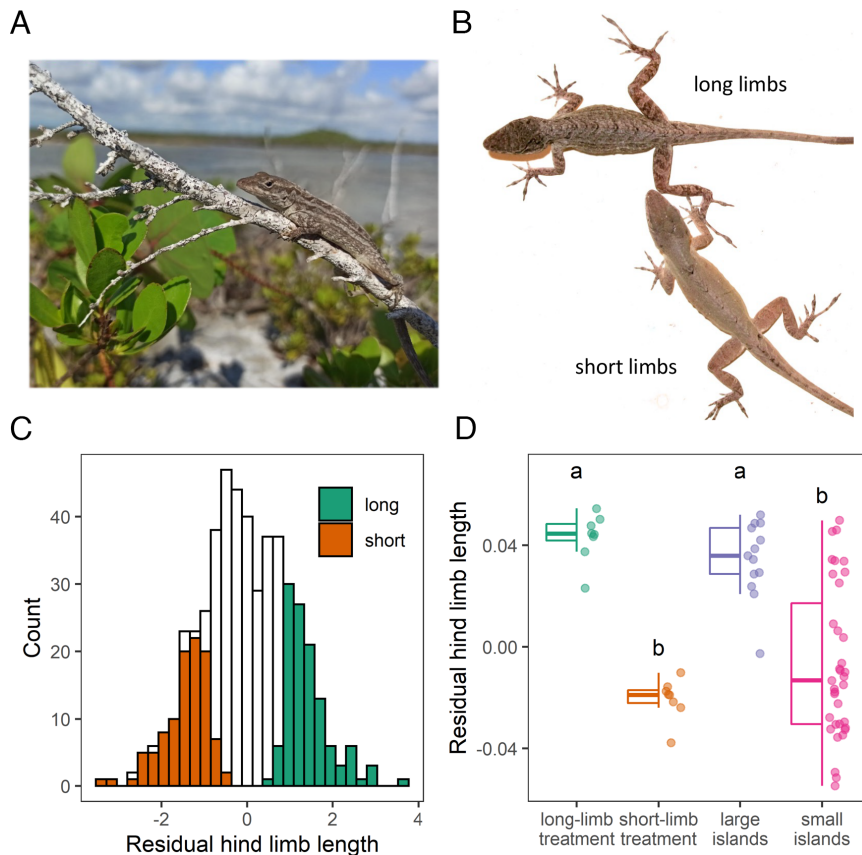 A
B
long limbs
short limbs
C
Count
40
30
20
10
0
long
short
-2
0
2
4
Residual hind limb length
D
Residual hind limb length
0.04
0.00
-0.04
a
b
a
b
long-limb
treatment
short-limb
treatment
large
islands
small
islands